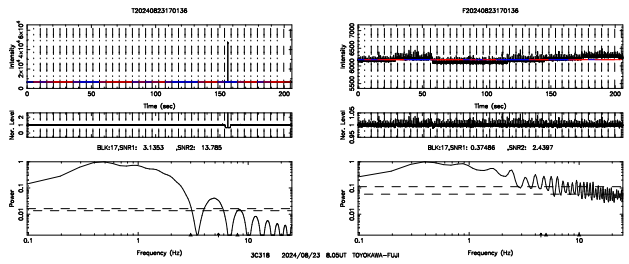 T20240823170136
F20240823170136
Intensity
2×10⁴ 4×10⁴ 6×10⁴
0
0 50 100 150 200
Time (sec)
Intensity
5500 6000 6500 7000
0 50 100 150 200
Time (sec)
Nor. Level
0 1 2
Nor. Level
0.95 1 1.05
BLK:17,SNR1: 3.1353 ,SNR2: 13.785
BLK:17,SNR1: 0.37486 ,SNR2: 2.4397
Power
1
0.1
0.01
0.1 1 10
Frequency (Hz)
Power
1
0.1
0.01
0.1 1 10
Frequency (Hz)
3C318 2024/08/23 8.05UT TOYOKAWA-FUJI